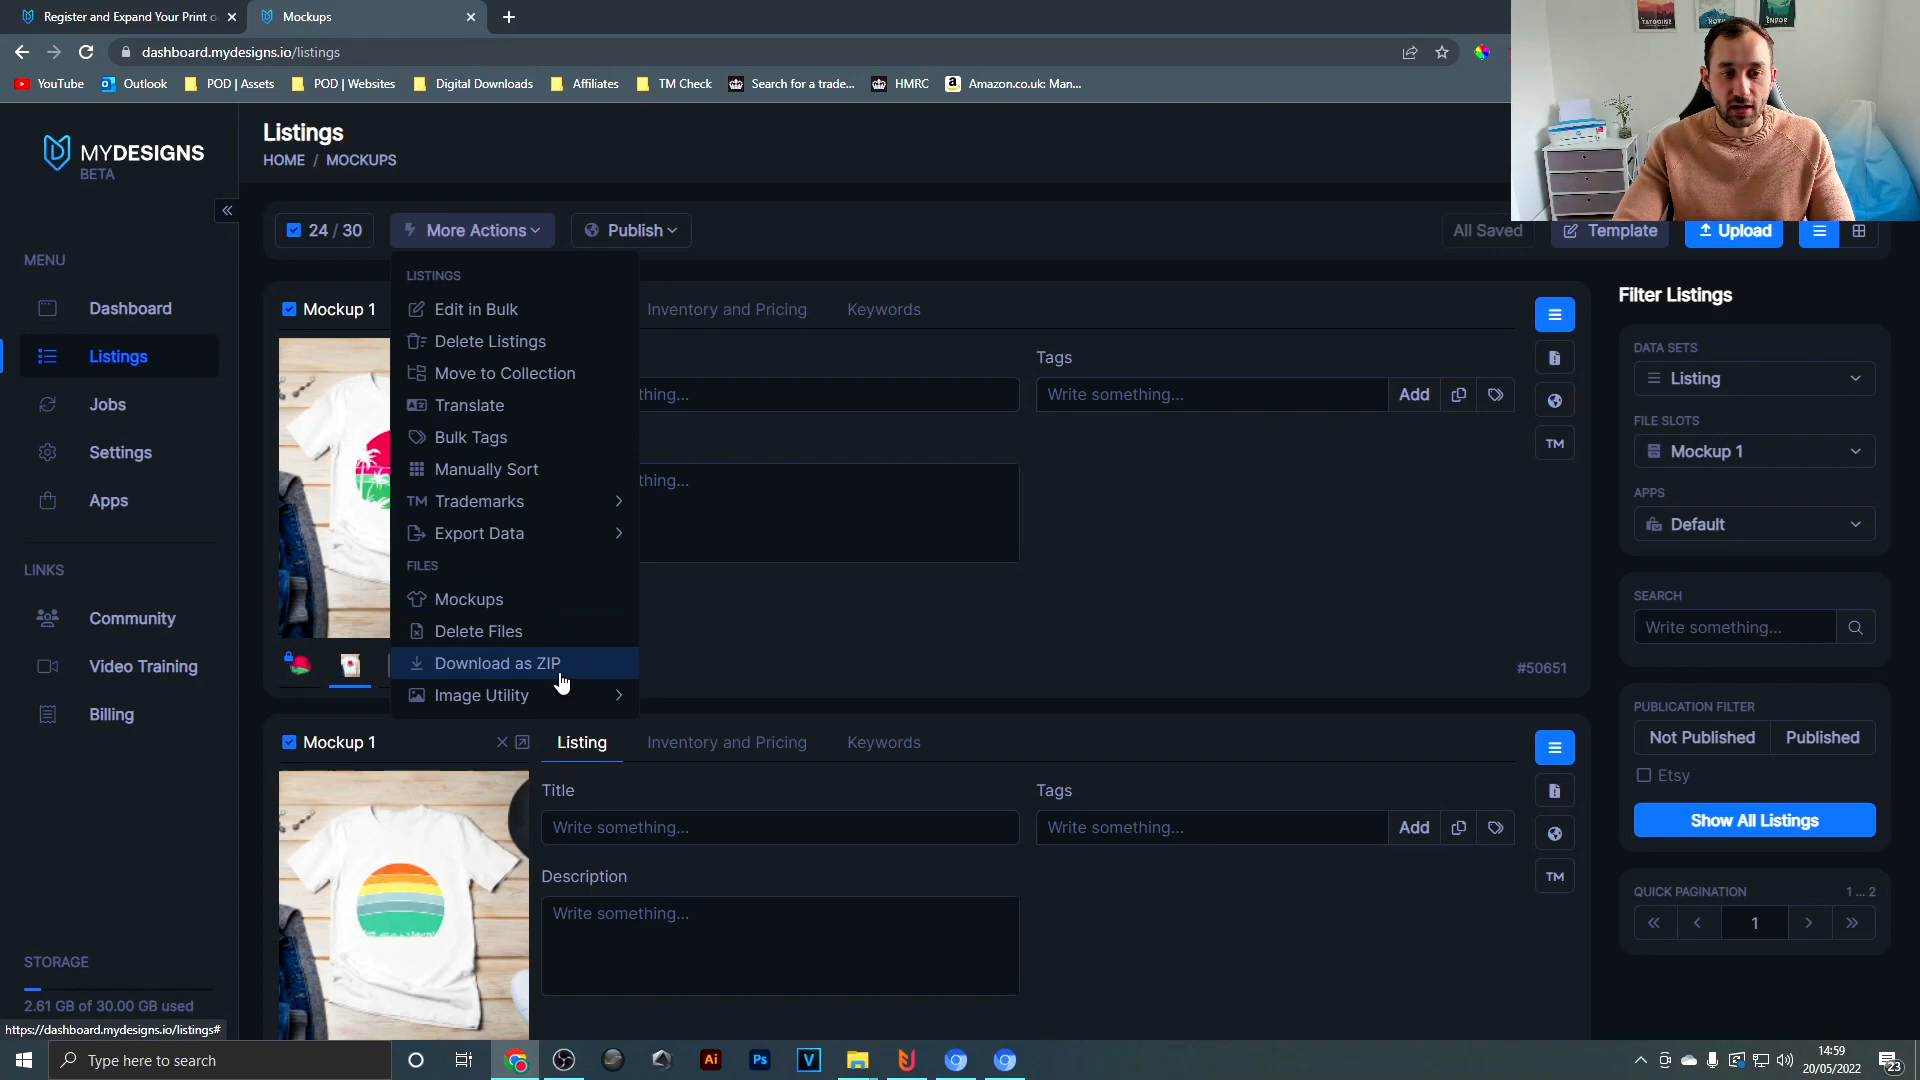 Register and Expand Your Print o
Mockups
dashboard.mydesigns.io/listings
YouTube
Outlook
POD | Assets
POD | Websites
Digital Downloads
Affiliates
TM Check
Search for a trade...
HMRC
Amazon.co.uk: Man...
TATOOINE
HOTH
ENDOR
MYDESIGNS
BETA
Listings
HOME / MOCKUPS
24 / 30
More Actions
Publish
All Saved
Template
Upload
MENU
Dashboard
Listings
Jobs
Settings
Apps
LINKS
Community
Video Training
Billing
STORAGE
2.61 GB of 30.00 GB used
https://dashboard.mydesigns.io/listings#
LISTINGS
Edit in Bulk
Delete Listings
Move to Collection
Translate
Bulk Tags
Manually Sort
TM Trademarks
Export Data
FILES
Mockups
Delete Files
Download as ZIP
Image Utility
Mockup 1
Inventory and Pricing
Keywords
thing...
Tags
Write something...
Add
thing...
TM
#50651
Mockup 1
Listing
Inventory and Pricing
Keywords
Title
Write something...
Tags
Write something...
Add
Description
Write something...
TM
Filter Listings
DATA SETS
Listing
FILE SLOTS
Mockup 1
APPS
Default
SEARCH
Write something...
PUBLICATION FILTER
Not Published
Published
Etsy
Show All Listings
QUICK PAGINATION
1 ... 2
1
Type here to search
Ai
Ps
V
14:59
20/05/2022
23